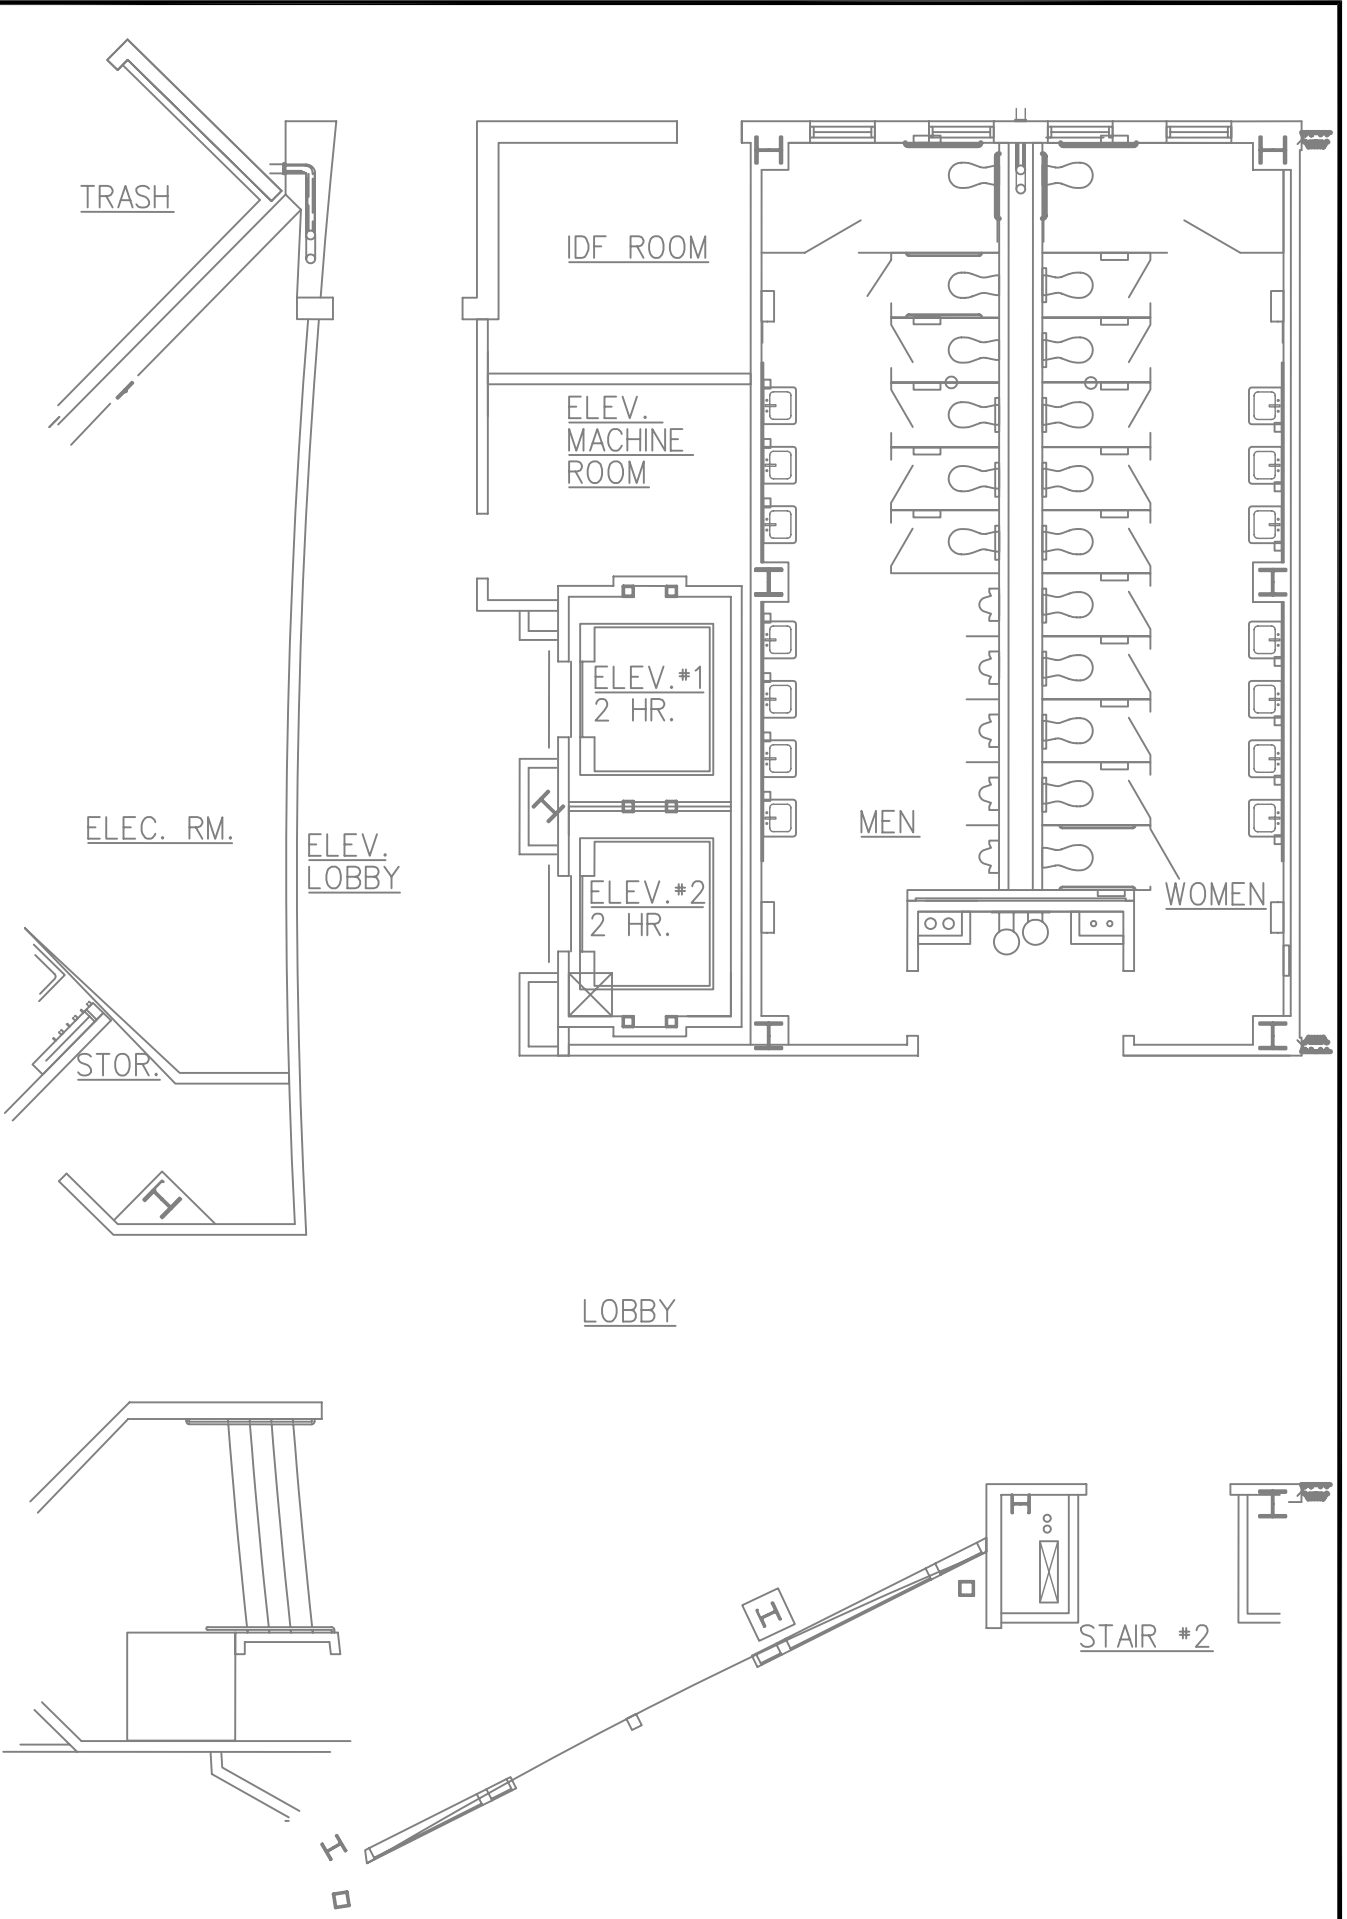 TRASH
IDF ROOM
ELEV.
MACHINE
ROOM
ELEV.#1
2 HR.
ELEC. RM.
ELEV.
LOBBY
MEN
ELEV.#2
2 HR.
WOMEN
STOR.
LOBBY
STAIR #2